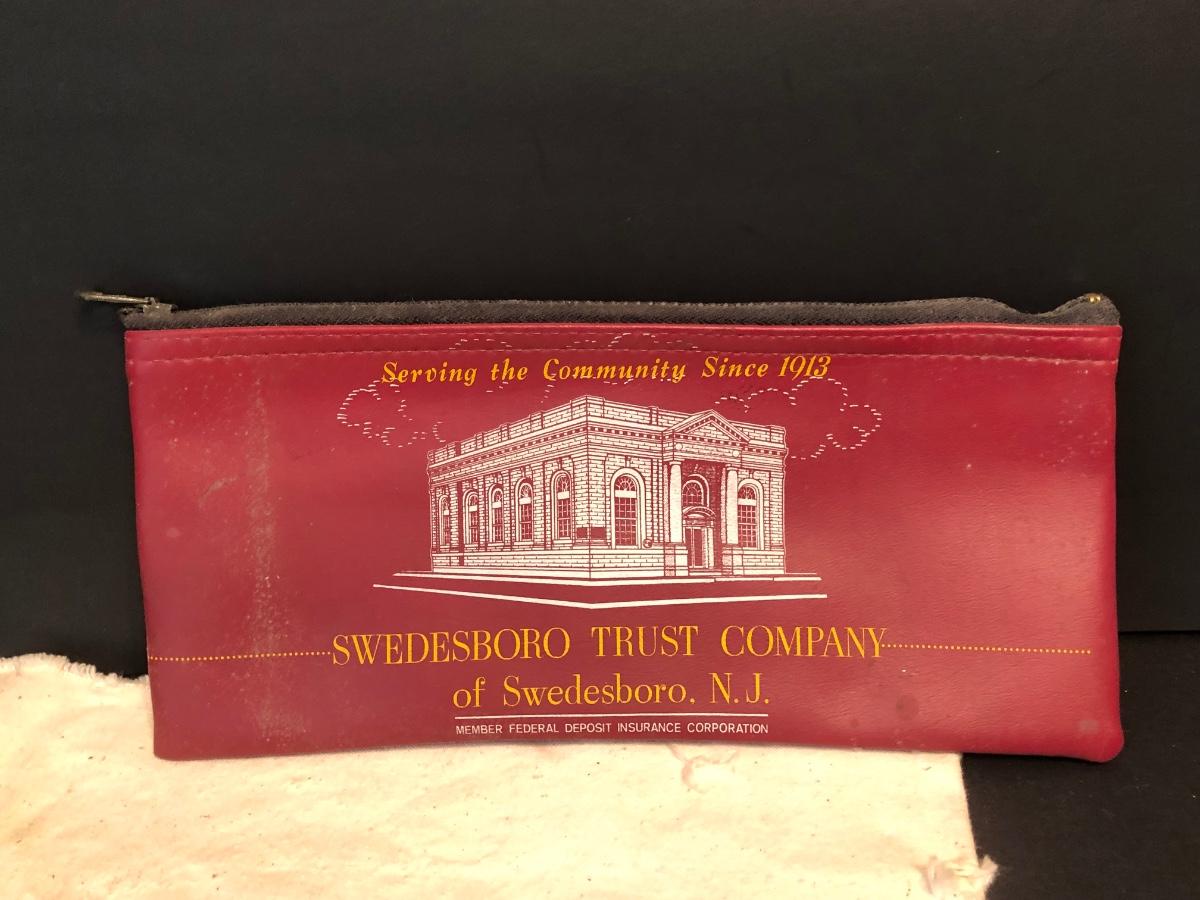 Serving the Community Since 1913
SWEDESBORO TRUST COMPANY
of Swedesboro, N.J.
MEMBER FEDERAL DEPOSIT INSURANCE CORPORATION